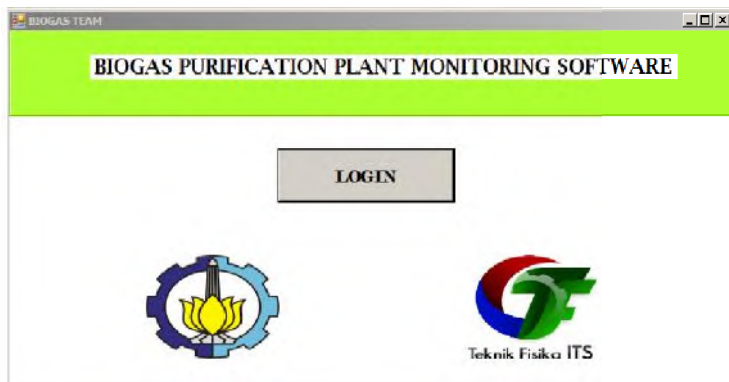 BIOGAS TEAM
BIOGAS PURIFICATION PLANT MONITORING SOFTWARE
LOGIN
Teknik Fisika ITS